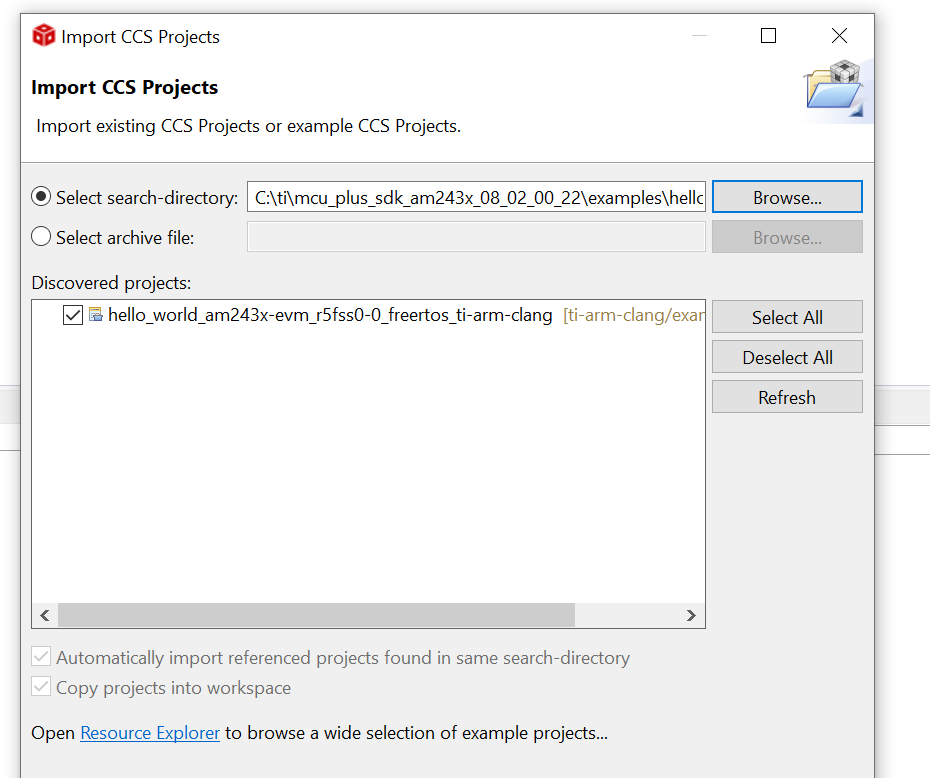 Import CCS Projects
Import CCS Projects
Import existing CCS Projects or example CCS Projects.
Select search-directory: C:\ti\mcu_plus_sdk_am243x_08_02_00_22\examples\hellc Browse...
Select archive file: Browse...
Discovered projects:
hello_world_am243x-evm_r5fss0-0_freertos_ti-arm-clang [ti-arm-clang/exar
Select All
Deselect All
Refresh
Automatically import referenced projects found in same search-directory
Copy projects into workspace
Open Resource Explorer to browse a wide selection of example projects...